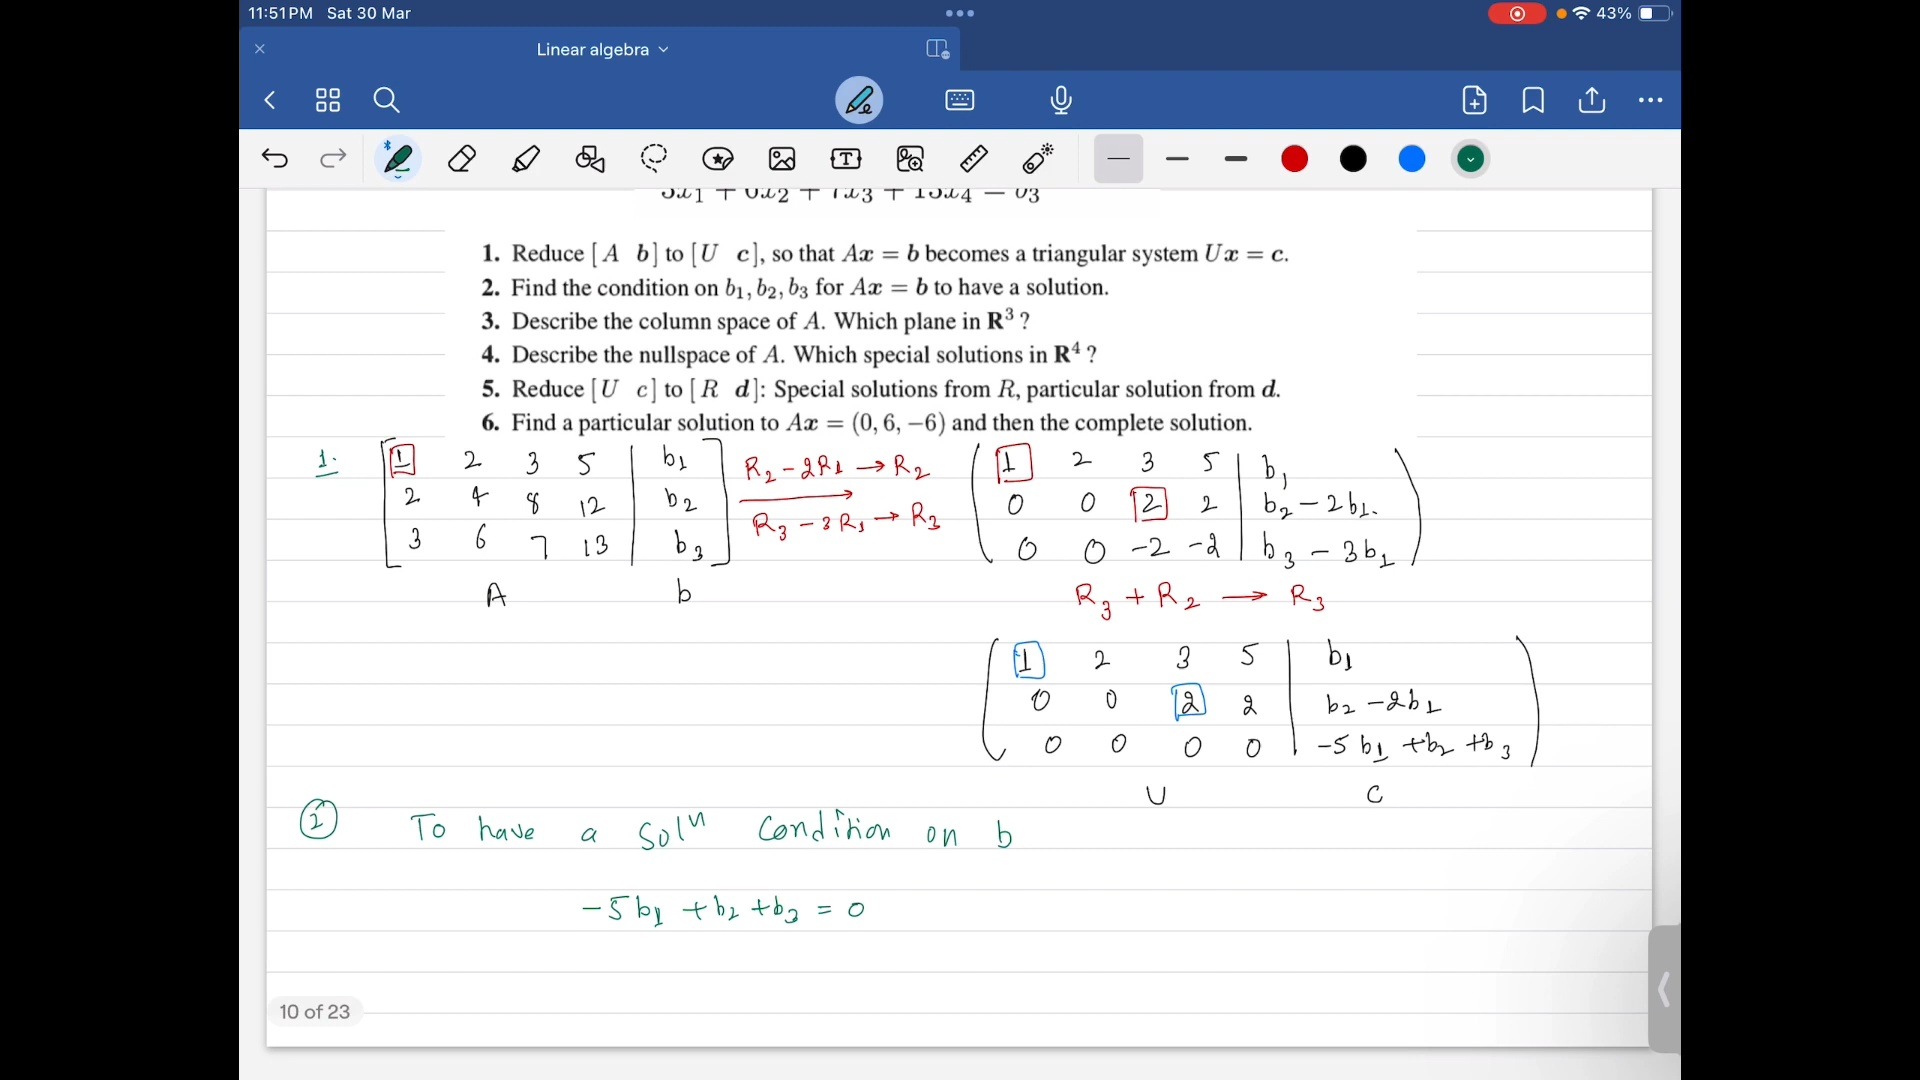 11:51 PM Sat 30 Mar
43%
Linear algebra
3x₁ + 6x₂ + 7x₃ + 13x₄ = b₃
1. Reduce [ A b ] to [ U c ], so that Ax = b becomes a triangular system Ux = c.
2. Find the condition on b₁, b₂, b₃ for Ax = b to have a solution.
3. Describe the column space of A. Which plane in R³ ?
4. Describe the nullspace of A. Which special solutions in R⁴ ?
5. Reduce [ U c ] to [ R d ]: Special solutions from R, particular solution from d.
6. Find a particular solution to Ax = (0, 6, −6) and then the complete solution.
1. 1 2 3 5 | b₁ R₂ - 2R₁ → R₂ 1 2 3 5 | b₁
2 4 8 12 | b₂ 0 0 2 2 | b₂ - 2b₁.
3 6 7 13 | b₃ R₃ - 3R₁ → R₃ 0 0 -2 -2 | b₃ - 3b₁
A b R₃ + R₂ → R₃
1 2 3 5 | b₁
0 0 2 2 | b₂ - 2b₁
0 0 0 0 | -5b₁ + b₂ + b₃
U C
2 To have a Solⁿ Condition on b
-5b₁ + b₂ + b₃ = 0
10 of 23